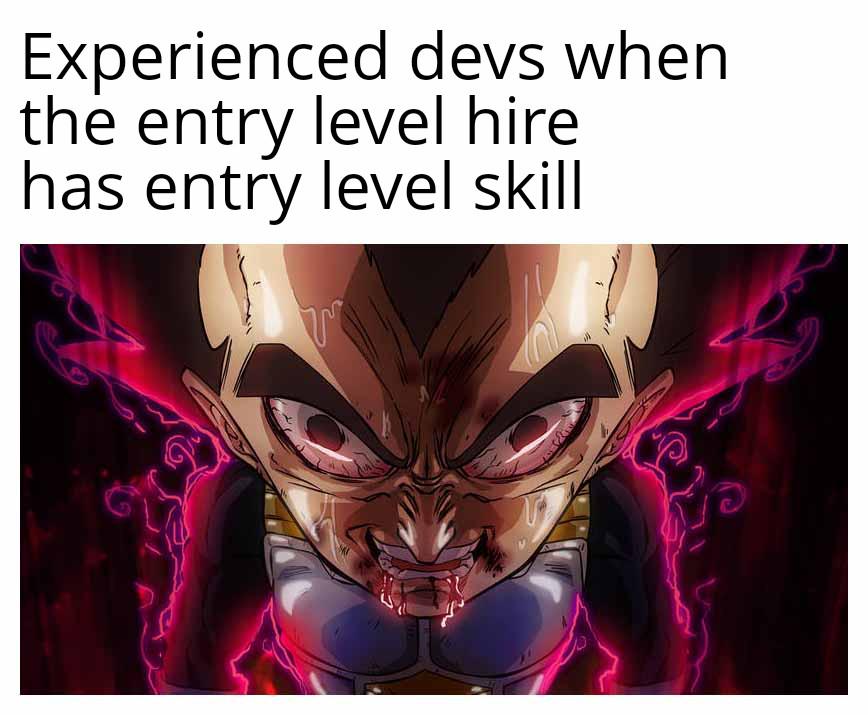 Experienced devs when
the entry level hire
has entry level skill